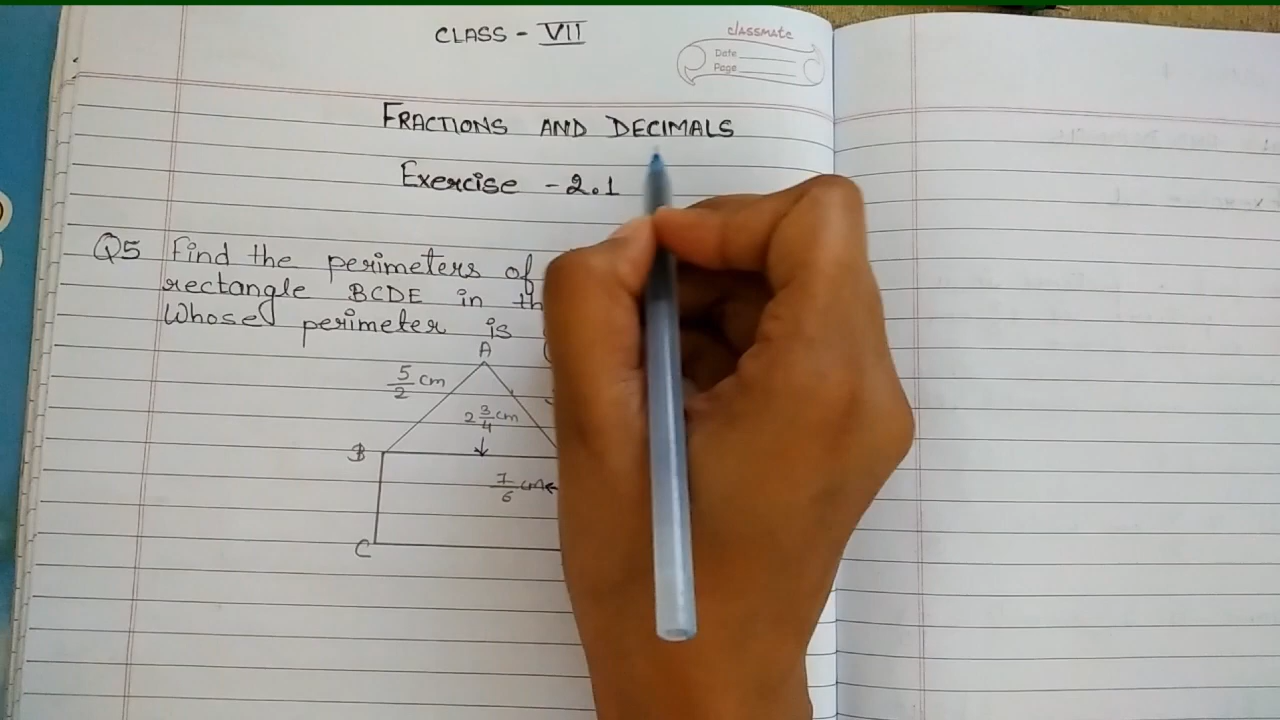 CLASS - VII
classmate
Date
Page
FRACTIONS AND DECIMALS
Exercise - 2.1
Q5 Find the perimeters of
rectangle BCDE in
Whose perimeter is
A
5/2 cm
2 3/4 cm
B
7/6 cm
C